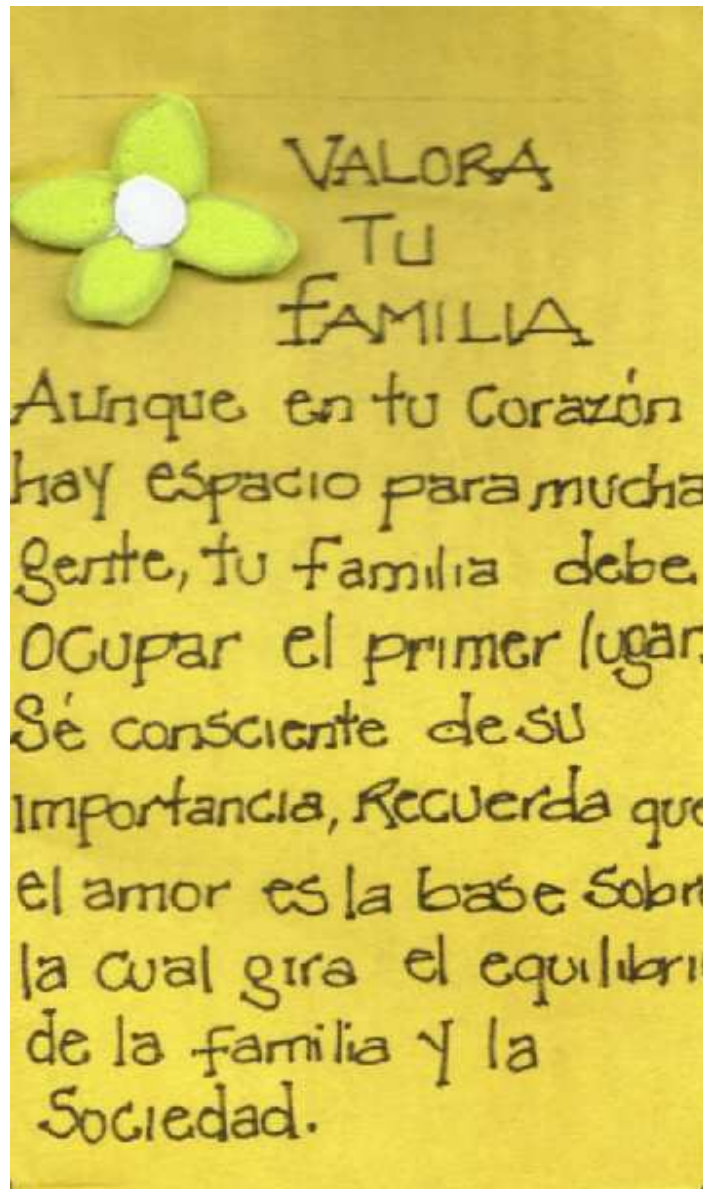 VALORA
TU
FAMILIA
Aunque en tu Corazón
hay espacio para mucha
gente, tu familia debe
ocupar el primer lugar.
Sé consciente de su
importancia, Recuerda que
el amor es la base Sobr
la cual gira el equilibri
de la familia y la
Sociedad.